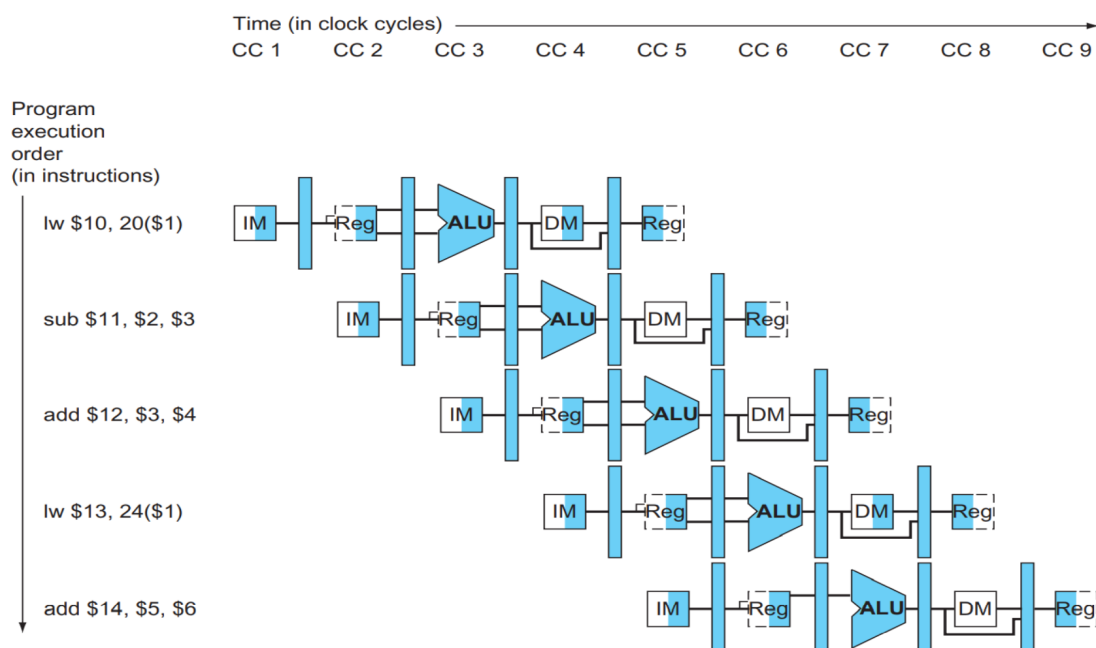 Time (in clock cycles)
CC 1 CC 2 CC 3 CC 4 CC 5 CC 6 CC 7 CC 8 CC 9
Program
execution
order
(in instructions)
lw $10, 20($1) IM Reg ALU DM Reg
sub $11, $2, $3 IM Reg ALU DM Reg
add $12, $3, $4 IM Reg ALU DM Reg
lw $13, 24($1) IM Reg ALU DM Reg
add $14, $5, $6 IM Reg ALU DM Reg